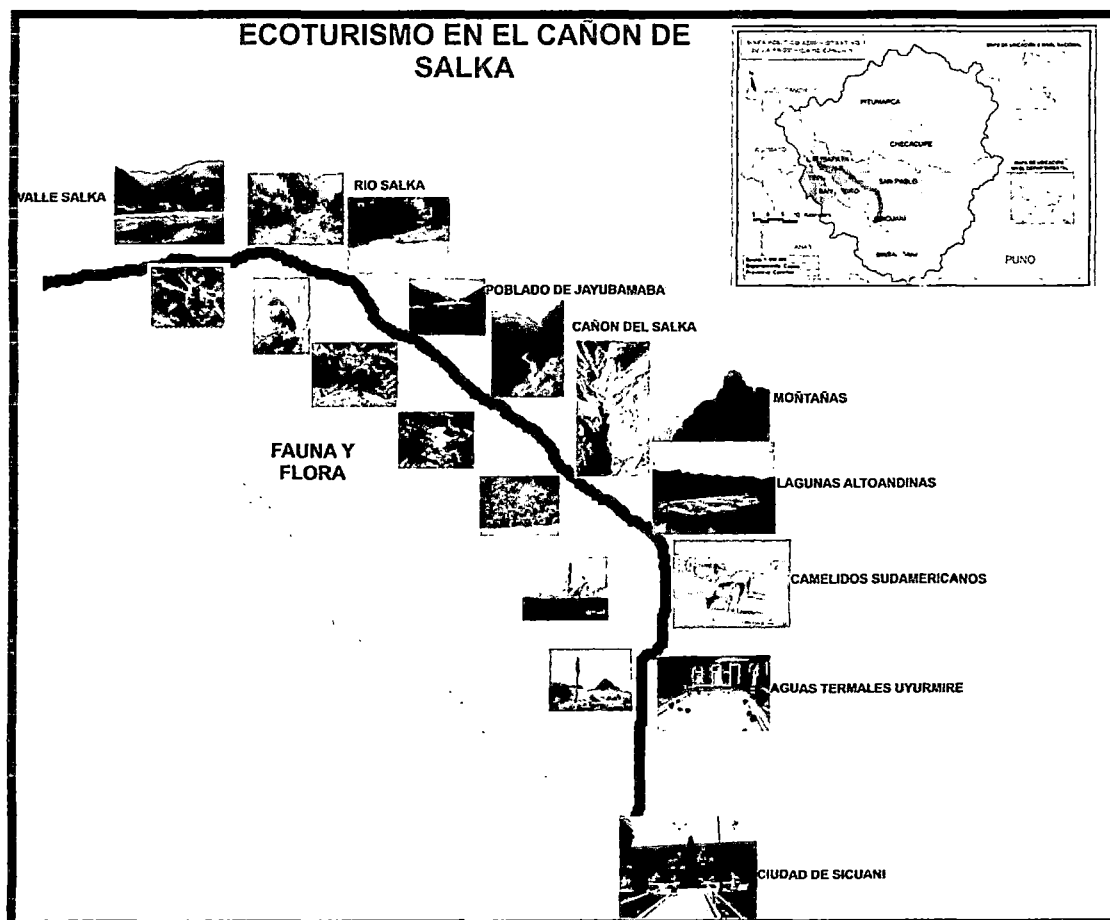 ECOTURISMO EN EL CAÑON DE
SALKA
PITUMARCA
CHECACUPE
SAN PABLO
PUNO
VALLE SALKA
RIO SALKA
POBLADO DE JAYUBAMABA
CAÑON DEL SALKA
MOÑTAÑAS
FAUNA Y
FLORA
LAGUNAS ALTOANDINAS
CAMELIDOS SUDAMERICANOS
AGUAS TERMALES UYURMIRE
CIUDAD DE SICUANI